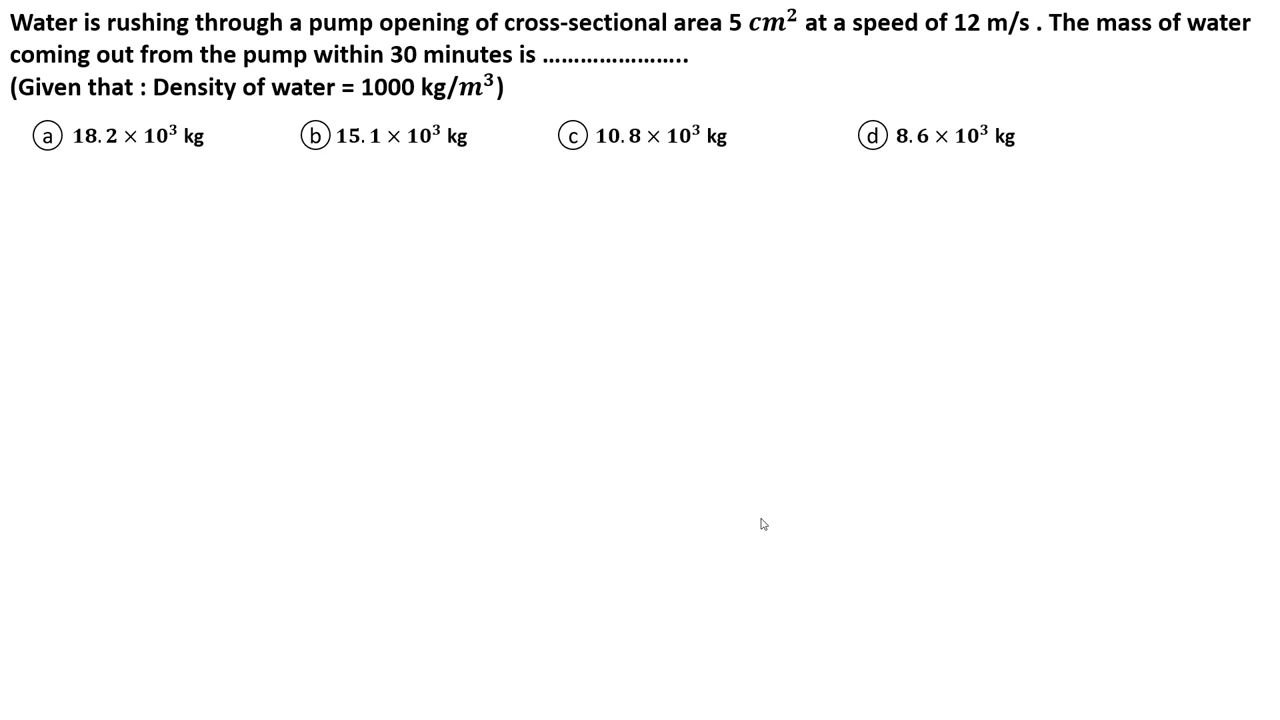 Water is rushing through a pump opening of cross-sectional area 5 𝒄𝒎² at a speed of 12 m/s . The mass of water
coming out from the pump within 30 minutes is …………………..
(Given that : Density of water = 1000 kg/𝒎³)
a 18.2 × 10³ kg b 15.1 × 10³ kg c 10.8 × 10³ kg d 8.6 × 10³ kg